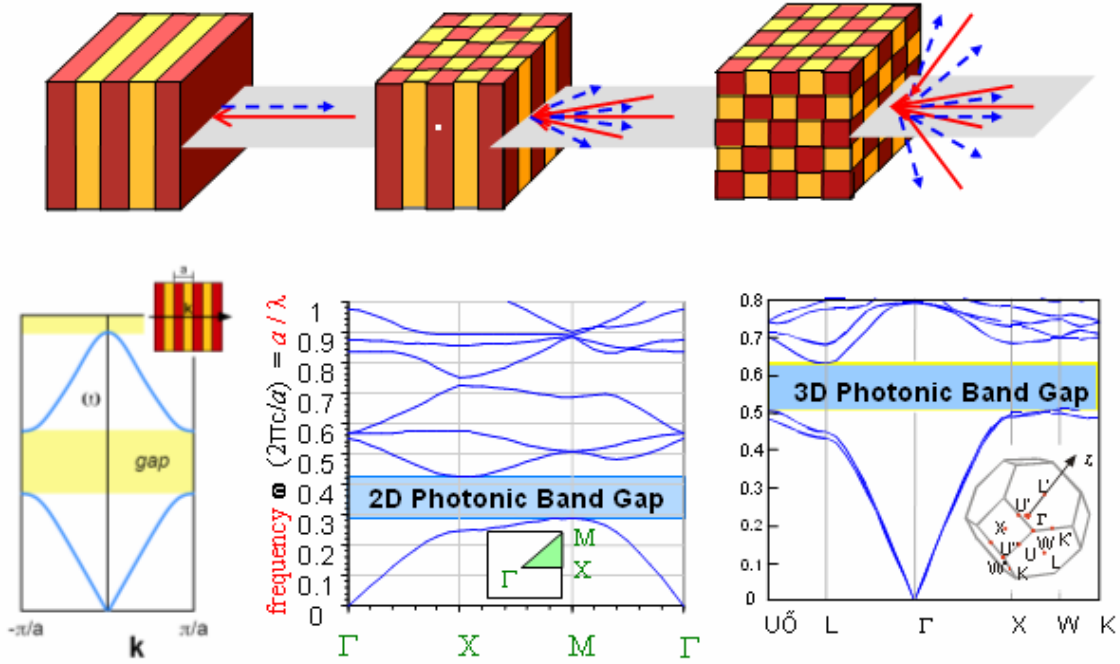 a
k
ω
gap
-π/a
k
π/a
frequency ω (2πc/a) = a / λ
1
0.9
0.8
0.7
0.6
0.5
0.4
0.3
0.2
0.1
0
2D Photonic Band Gap
M
X
Γ
Γ X M Γ
0.8
0.7
0.6
0.5
0.4
0.3
0.2
0.1
0
3D Photonic Band Gap
z
L'
U'
Γ
X
K'
U''
W
U
W'
L
K
UŐ L Γ X W K